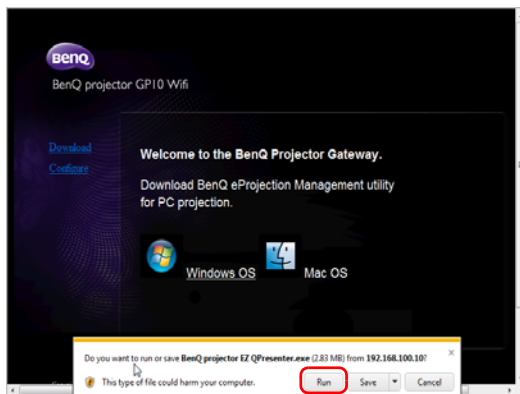 BenQ
BenQ projector GP10 Wifi
Download
Configure
Welcome to the BenQ Projector Gateway.
Download BenQ eProjection Management utility
for PC projection.
Windows OS
Mac OS
Do you want to run or save BenQ projector EZ QPresenter.exe (2.83 MB) from 192.168.100.10?
This type of file could harm your computer.
Run
Save
Cancel